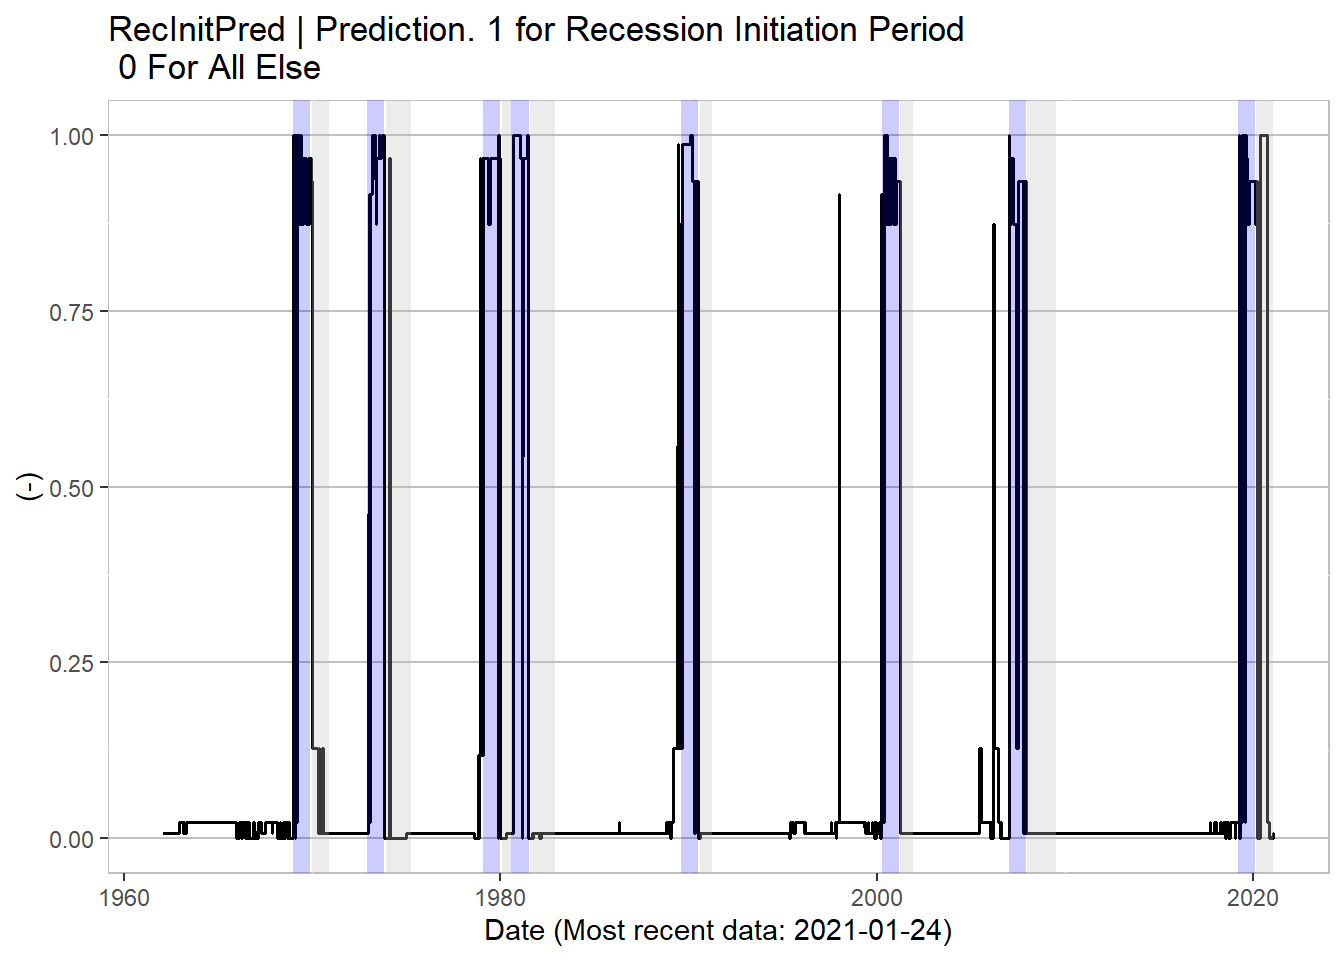 RecInitPred | Prediction. 1 for Recession Initiation Period
0 For All Else
1.00
0.75
0.50
0.25
0.00
(-)
1960 1980 2000 2020
Date (Most recent data: 2021-01-24)